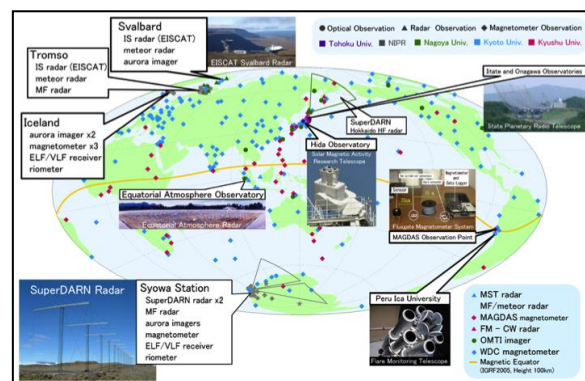 Svalbard
IS radar (EISCAT)
meteor radar
aurora imager
EISCAT Svalbard Radar
Optical Observation
Radar Observation
Magnetometer Observation
Tohoku Univ.
NIPR
Nagoya Univ.
Kyoto Univ.
Kyushu Univ.
Tromso
IS radar (EISCAT)
meteor radar
MF radar
Iceland
aurora imager x2
magnetometer x3
ELF/VLF receiver
riometer
Iitate and Onagawa Observatories
Iitate Planetary Radio Telescope
SuperDARN
Hokkaido HF radar
Hida Observatory
Solar Magnetic Activity
Research Telescope
Equatorial Atmosphere Observatory
Equatorial Atmosphere Radar
Magnetometer
and
Data Logger
Fluxgate Magnetometer System
MAGDAS Observation Point
SuperDARN Radar
Syowa Station
SuperDARN radar x2
MF radar
aurora imagers
magnetometer
ELF/VLF receiver
riometer
Peru Ica University
Flare Monitoring Telescope
MST radar
MF/meteor radar
MAGDAS magnetometer
FM - CW radar
OMTI imager
WDC magnetometer
Magnetic Equator
(IGRF2005, Height 100km)